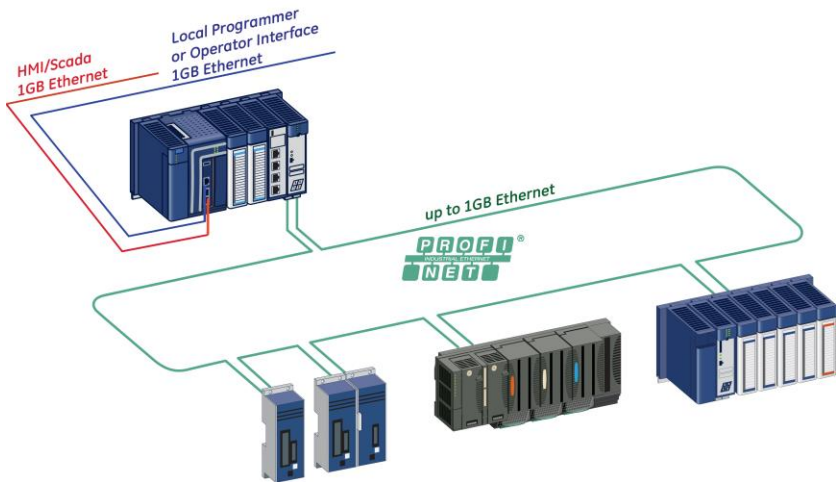 Local Programmer
or Operator Interface
1GB Ethernet
HMI/Scada
1GB Ethernet
up to 1GB Ethernet
PROFI®
INDUSTRIAL ETHERNET
NET